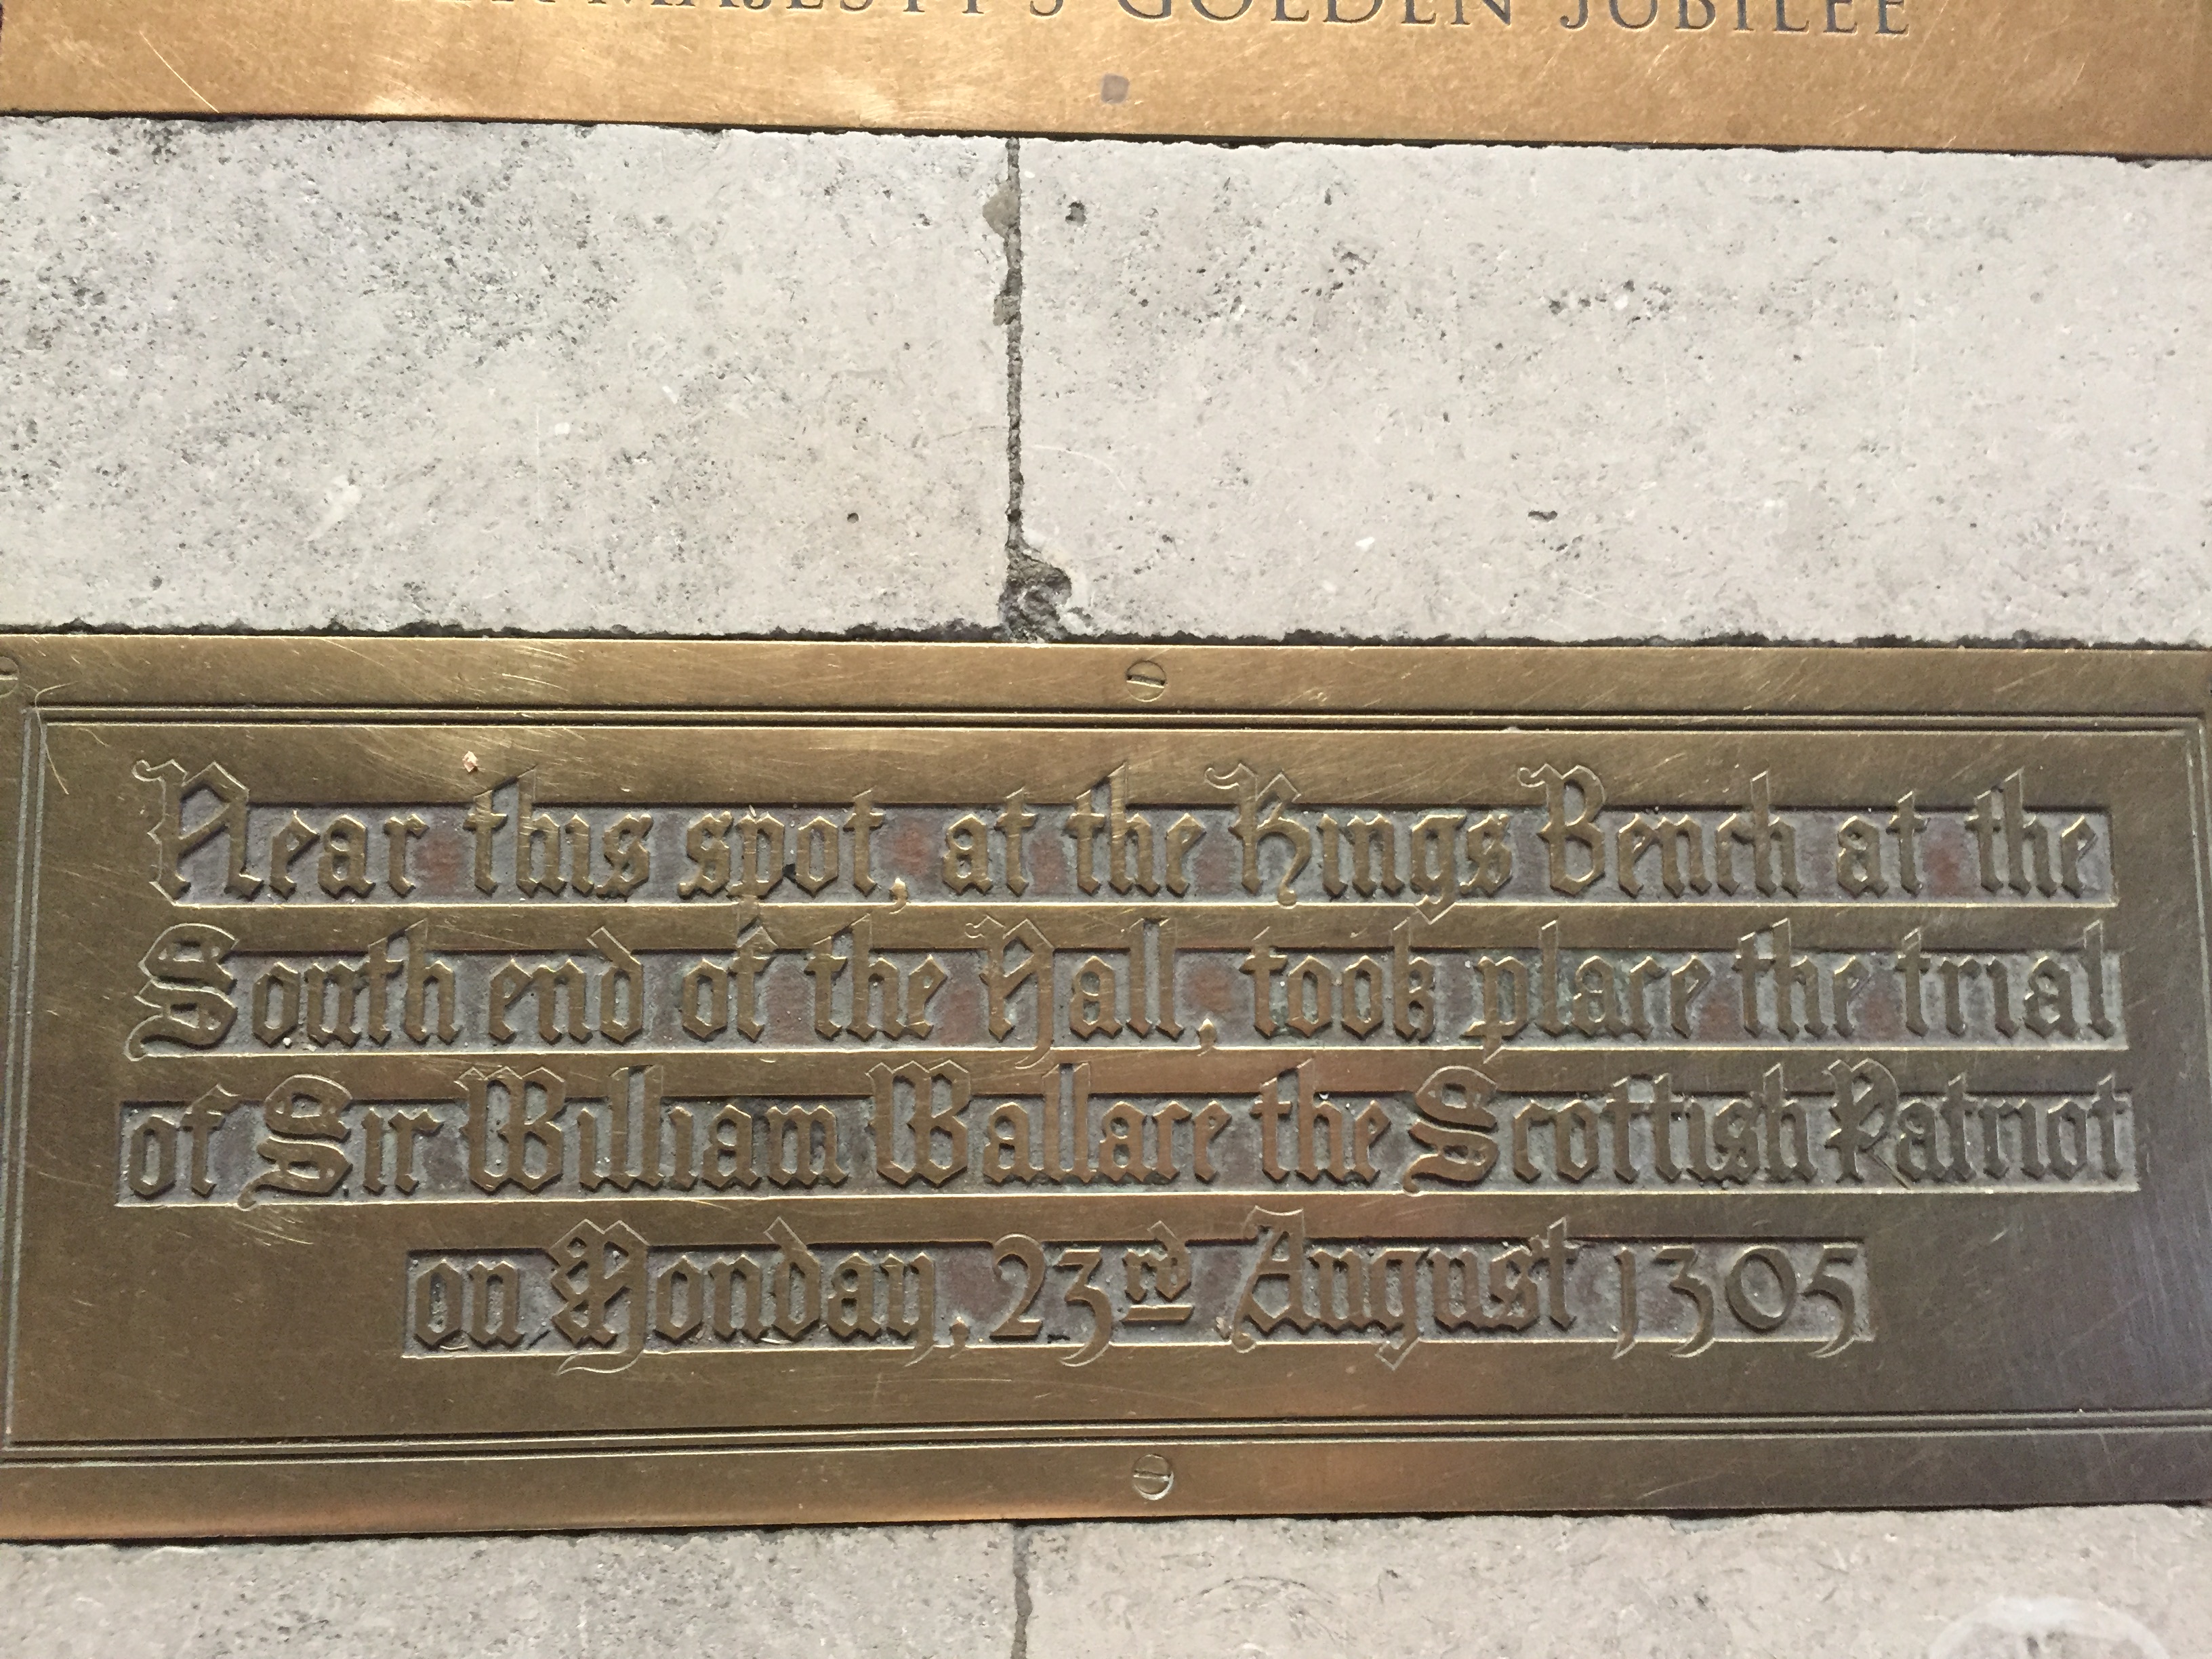 MAJESTY'S GOLDEN JUBILEE
Near this spot, at the Kings Bench at the
South end of the Hall, took place the trial
of Sir William Wallace the Scottish Patriot
on Monday, 23rd August 1305